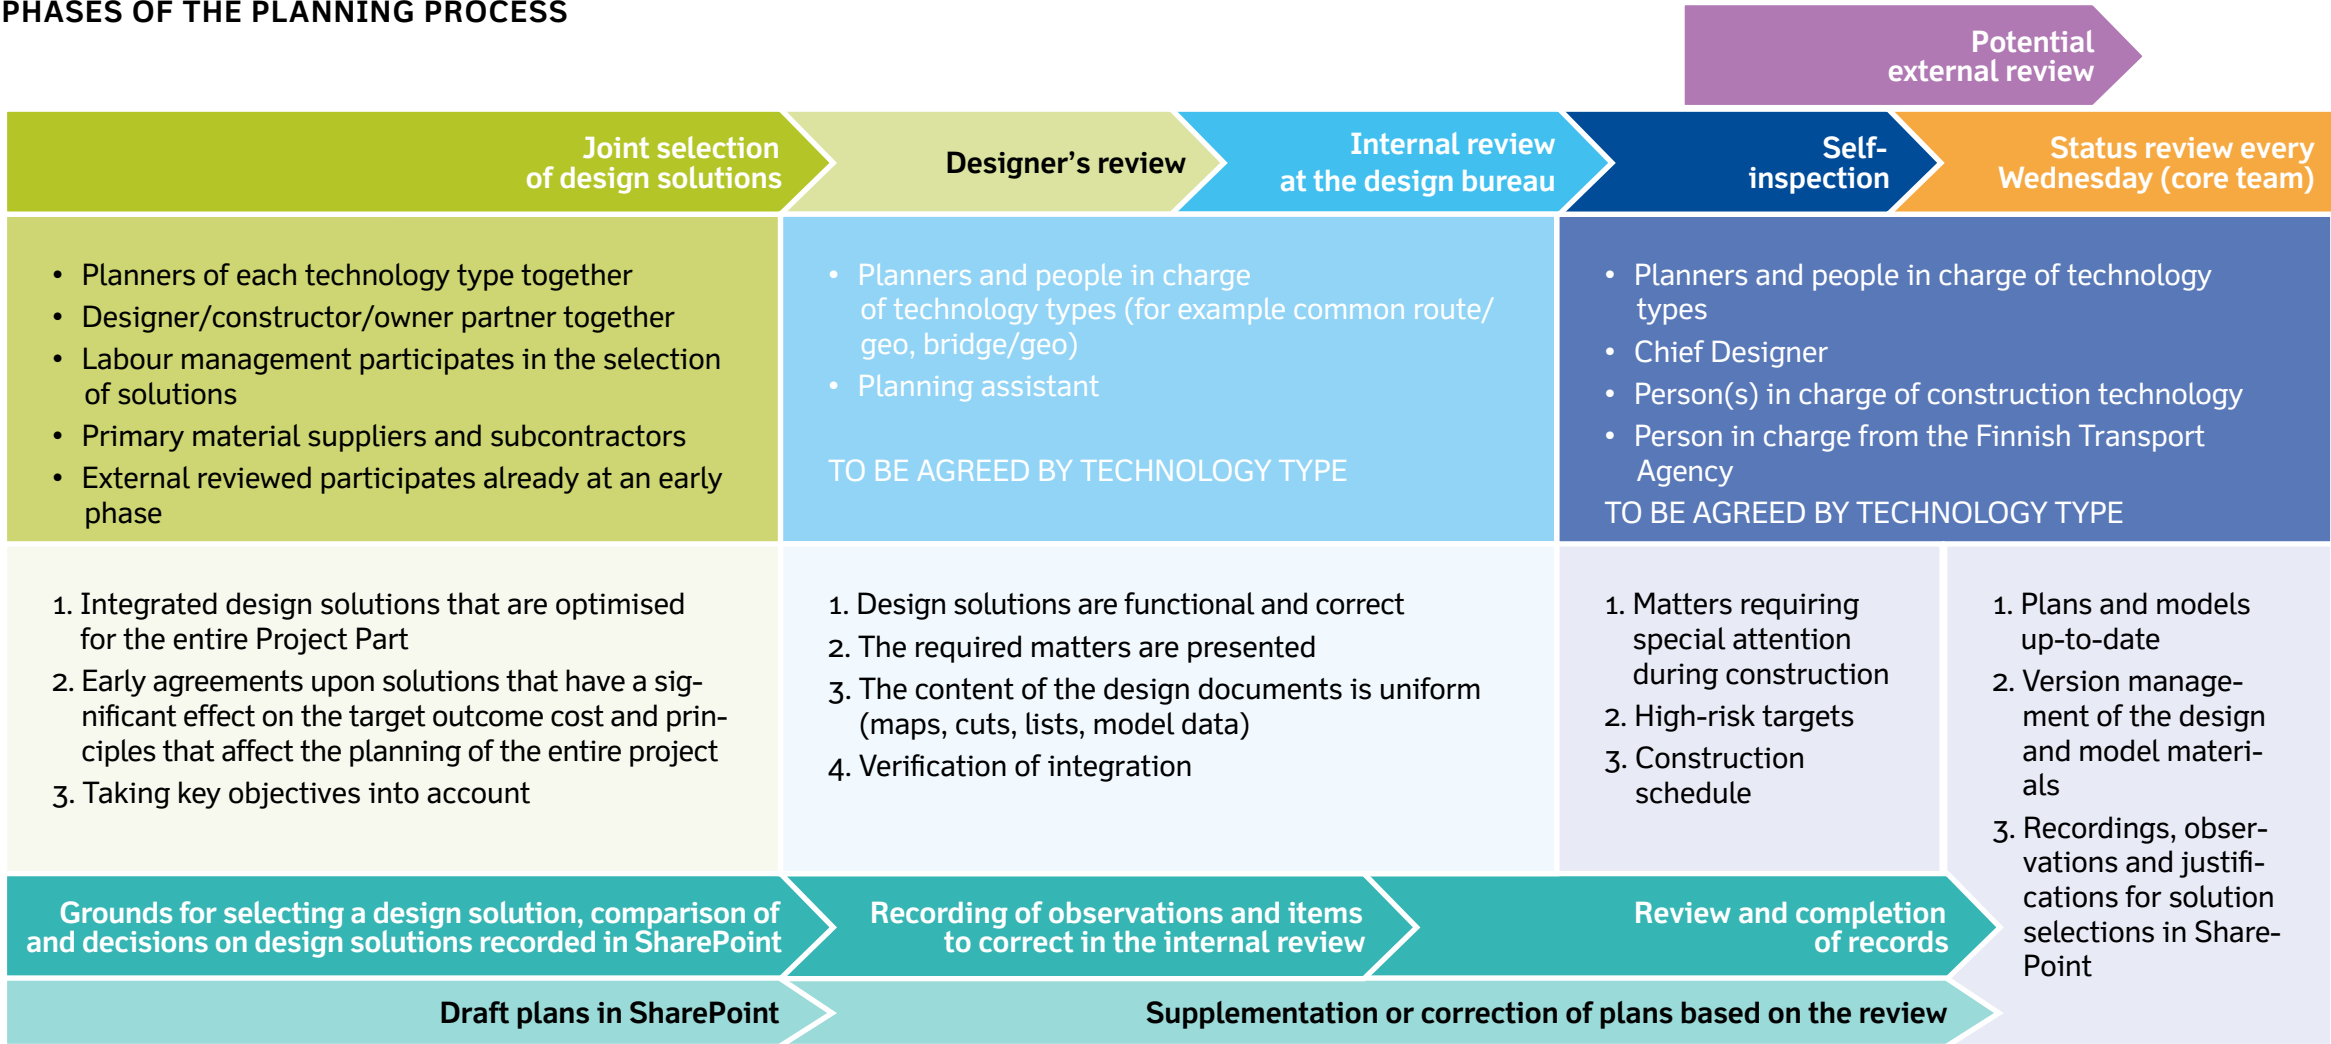 PHASES OF THE PLANNING PROCESS
Potential
external review
Joint selection
of design solutions
Designer’s review
Internal review
at the design bureau
Self-
inspection
Status review every
Wednesday (core team)
• Planners of each technology type together
• Designer/constructor/owner partner together
• Labour management participates in the selection
of solutions
• Primary material suppliers and subcontractors
• External reviewed participates already at an early
phase
• Planners and people in charge
of technology types (for example common route/
geo, bridge/geo)
• Planning assistant
TO BE AGREED BY TECHNOLOGY TYPE
• Planners and people in charge of technology
types
• Chief Designer
• Person(s) in charge of construction technology
• Person in charge from the Finnish Transport
Agency
TO BE AGREED BY TECHNOLOGY TYPE
1. Integrated design solutions that are optimised
for the entire Project Part
2. Early agreements upon solutions that have a sig-
nificant effect on the target outcome cost and prin-
ciples that affect the planning of the entire project
3. Taking key objectives into account
1. Design solutions are functional and correct
2. The required matters are presented
3. The content of the design documents is uniform
(maps, cuts, lists, model data)
4. Verification of integration
1. Matters requiring
special attention
during construction
2. High-risk targets
3. Construction
schedule
1. Plans and models
up-to-date
2. Version manage-
ment of the design
and model materi-
als
3. Recordings, obser-
vations and justifi-
cations for solution
selections in Share-
Point
Grounds for selecting a design solution, comparison of
and decisions on design solutions recorded in SharePoint
Recording of observations and items
to correct in the internal review
Review and completion
of records
Draft plans in SharePoint
Supplementation or correction of plans based on the review